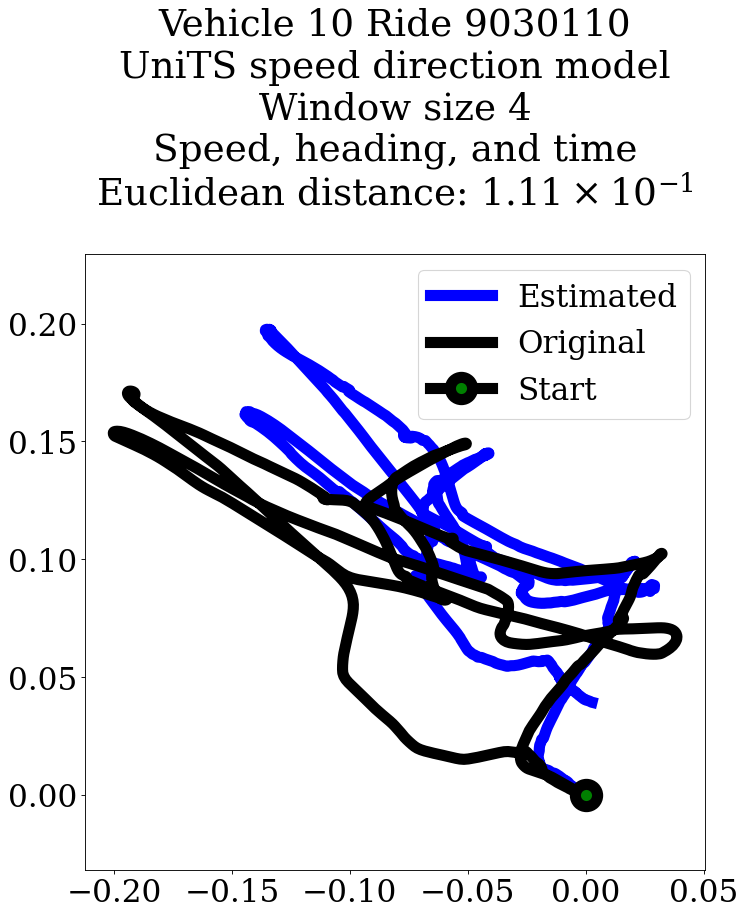 Vehicle 10 Ride 9030110
UniTS speed direction model
Window size 4
Speed, heading, and time
Euclidean distance: 1.11 × 10⁻¹
Estimated
Original
Start
0.20
0.15
0.10
0.05
0.00
−0.20 −0.15 −0.10 −0.05 0.00 0.05